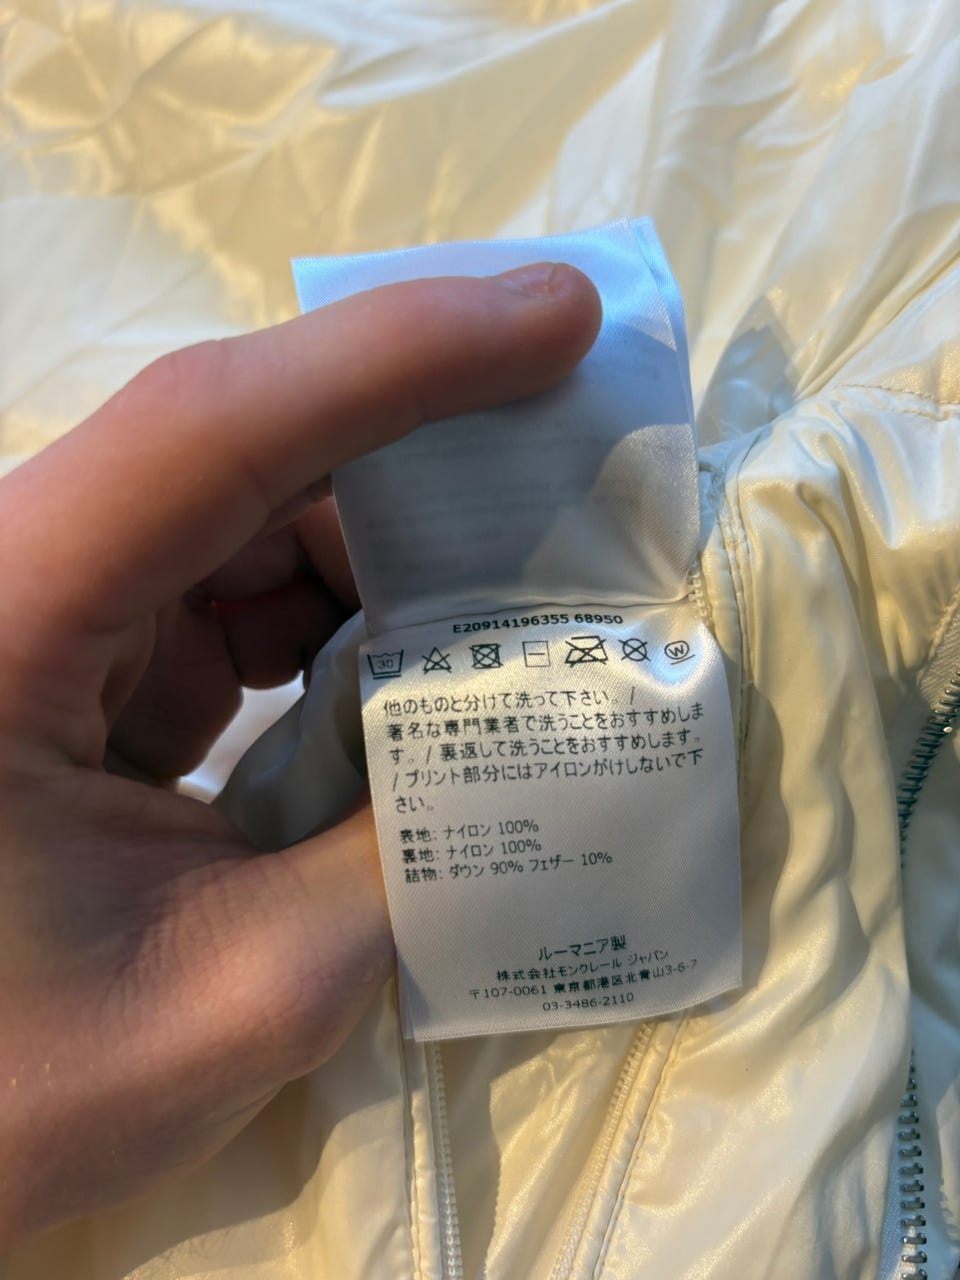 E20914196355 68950
30
W
他のものと分けて洗って下さい。 /
著名な専門業者で洗うことをおすすめしま
す。/ 裏返して洗うことをおすすめします。
/ プリント部分にはアイロンがけしないで下
さい。
表地: ナイロン 100%
裏地: ナイロン 100%
詰物: ダウン 90% フェザー 10%
ルーマニア製
株式会社モンクレール ジャパン
〒107-0061 東京都港区北青山3-6-7
03-3486-2110